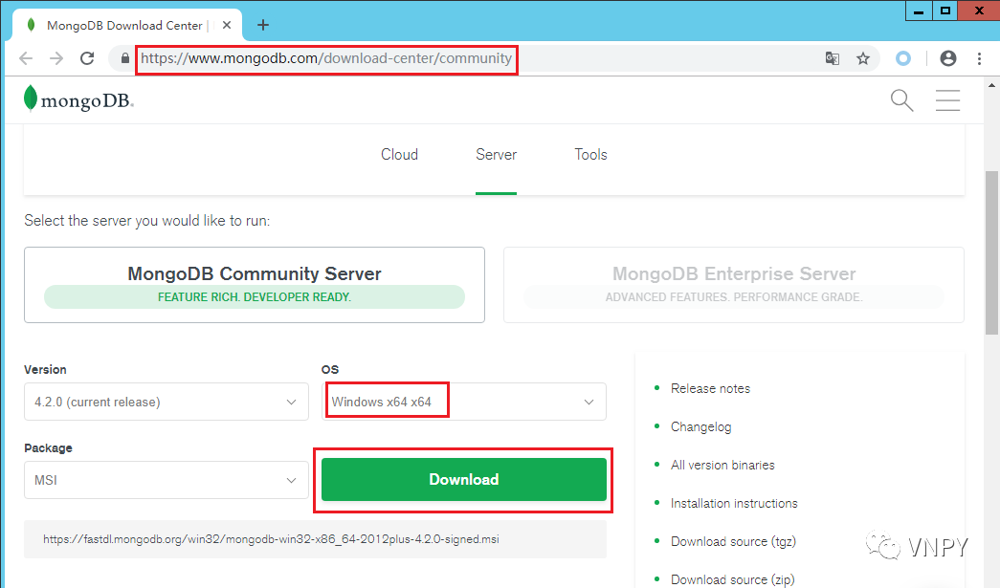 MongoDB Download Center |
https://www.mongodb.com/download-center/community
mongoDB.
Cloud
Server
Tools
Select the server you would like to run:
MongoDB Community Server
FEATURE RICH. DEVELOPER READY.
MongoDB Enterprise Server
ADVANCED FEATURES. PERFORMANCE GRADE.
Version
4.2.0 (current release)
OS
Windows x64 x64
Package
MSI
Download
https://fastdl.mongodb.org/win32/mongodb-win32-x86_64-2012plus-4.2.0-signed.msi
Release notes
Changelog
All version binaries
Installation instructions
Download source (tgz)
Download source (zip)
VNPY